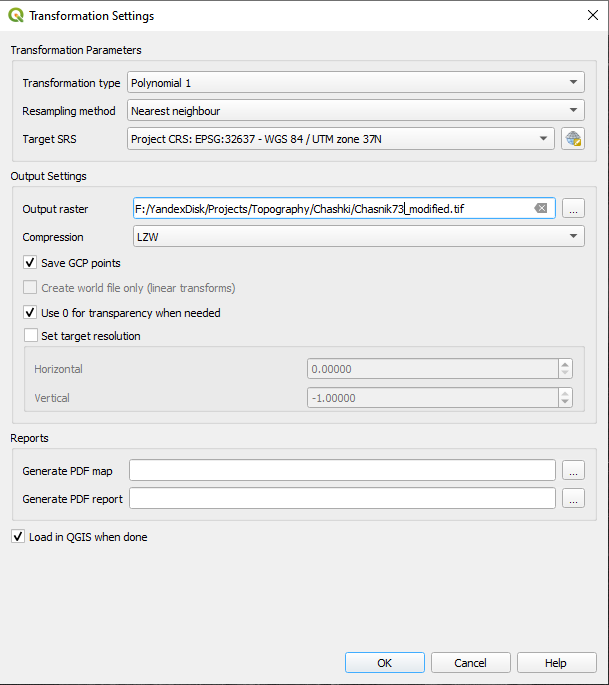 Transformation Settings
Transformation Parameters
Transformation type Polynomial 1
Resampling method Nearest neighbour
Target SRS Project CRS: EPSG:32637 - WGS 84 / UTM zone 37N
Output Settings
Output raster F:/YandexDisk/Projects/Topography/Chashki/Chasnik73_modified.tif ...
Compression LZW
Save GCP points
Create world file only (linear transforms)
Use 0 for transparency when needed
Set target resolution
Horizontal 0.00000
Vertical -1.00000
Reports
Generate PDF map ...
Generate PDF report ...
Load in QGIS when done
OK Cancel Help